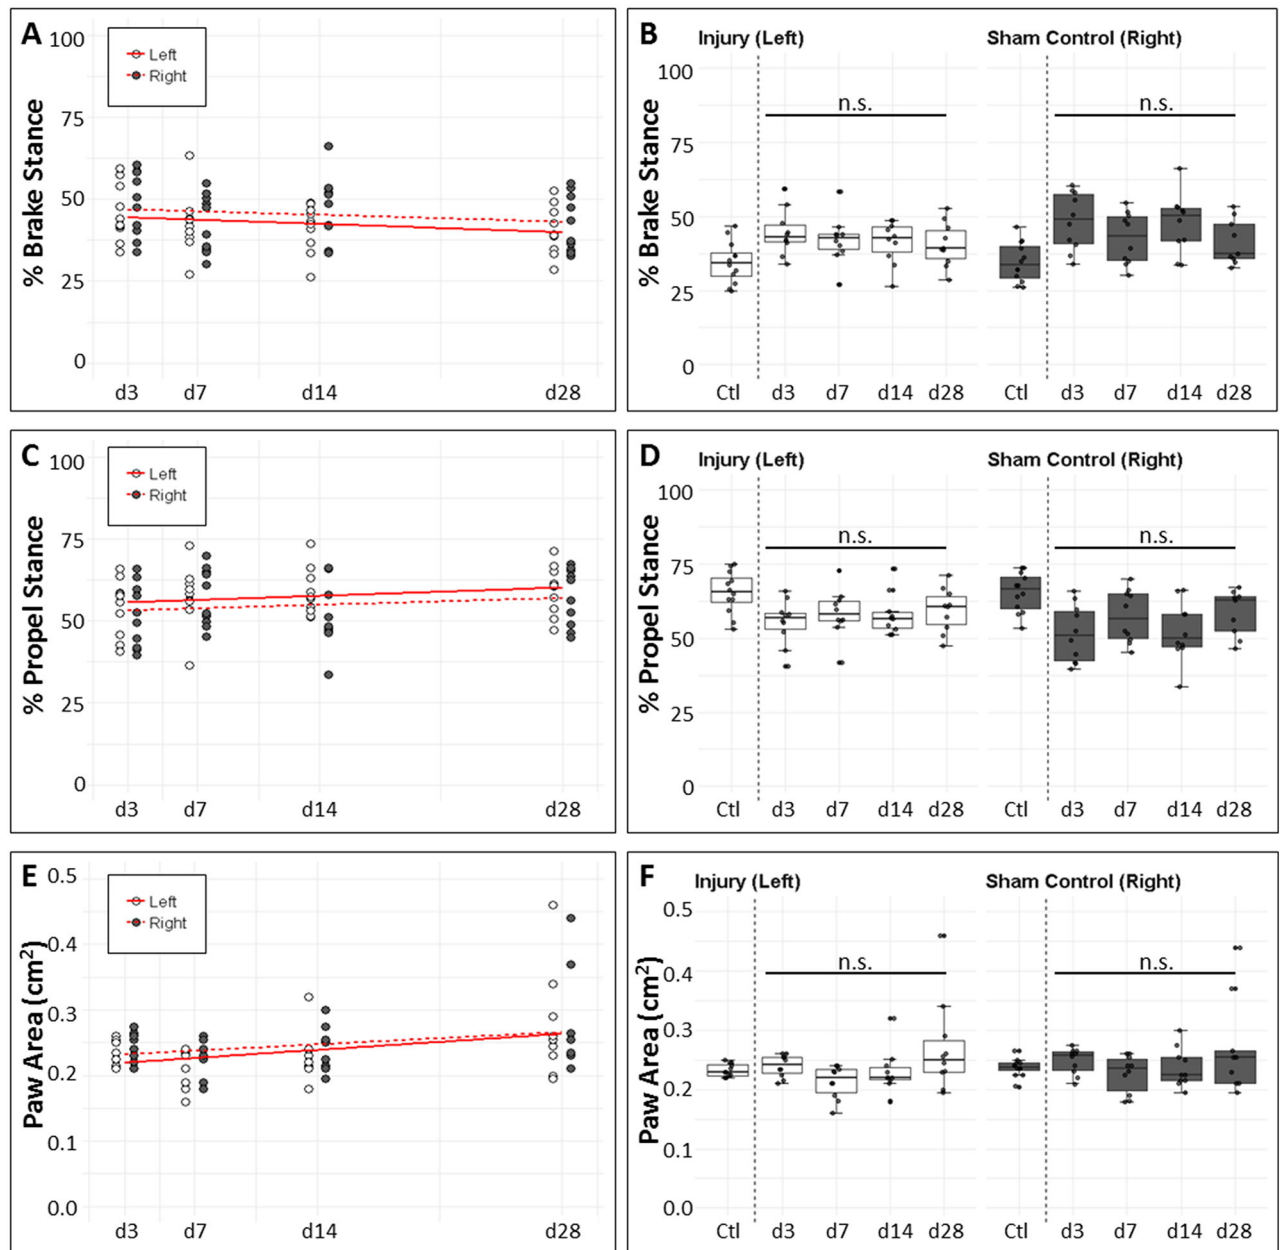 A
100
75
50
25
0
% Brake Stance
Left
Right
d3 d7 d14 d28
B
Injury (Left) Sham Control (Right)
100
75
50
25
0
% Brake Stance
n.s. n.s.
Ctl d3 d7 d14 d28 Ctl d3 d7 d14 d28
C
100
75
50
25
0
% Propel Stance
Left
Right
d3 d7 d14 d28
D
Injury (Left) Sham Control (Right)
100
75
50
25
0
% Propel Stance
n.s. n.s.
Ctl d3 d7 d14 d28 Ctl d3 d7 d14 d28
E
0.5
0.4
0.3
0.2
0.1
0.0
Paw Area (cm²)
Left
Right
d3 d7 d14 d28
F
Injury (Left) Sham Control (Right)
0.5
0.4
0.3
0.2
0.1
0.0
Paw Area (cm²)
n.s. n.s.
Ctl d3 d7 d14 d28 Ctl d3 d7 d14 d28